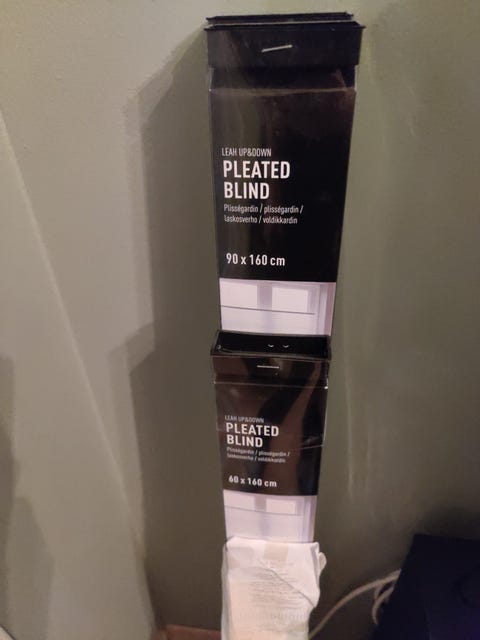 LEAH UP&DOWN
PLEATED
BLIND
Plisségardin / plisségardin /
laskosverho / voldikkardin
90 x 160 cm
LEAH UP&DOWN
PLEATED
BLIND
Plisségardin / plisségardin /
laskosverho / voldikkardin
60 x 160 cm